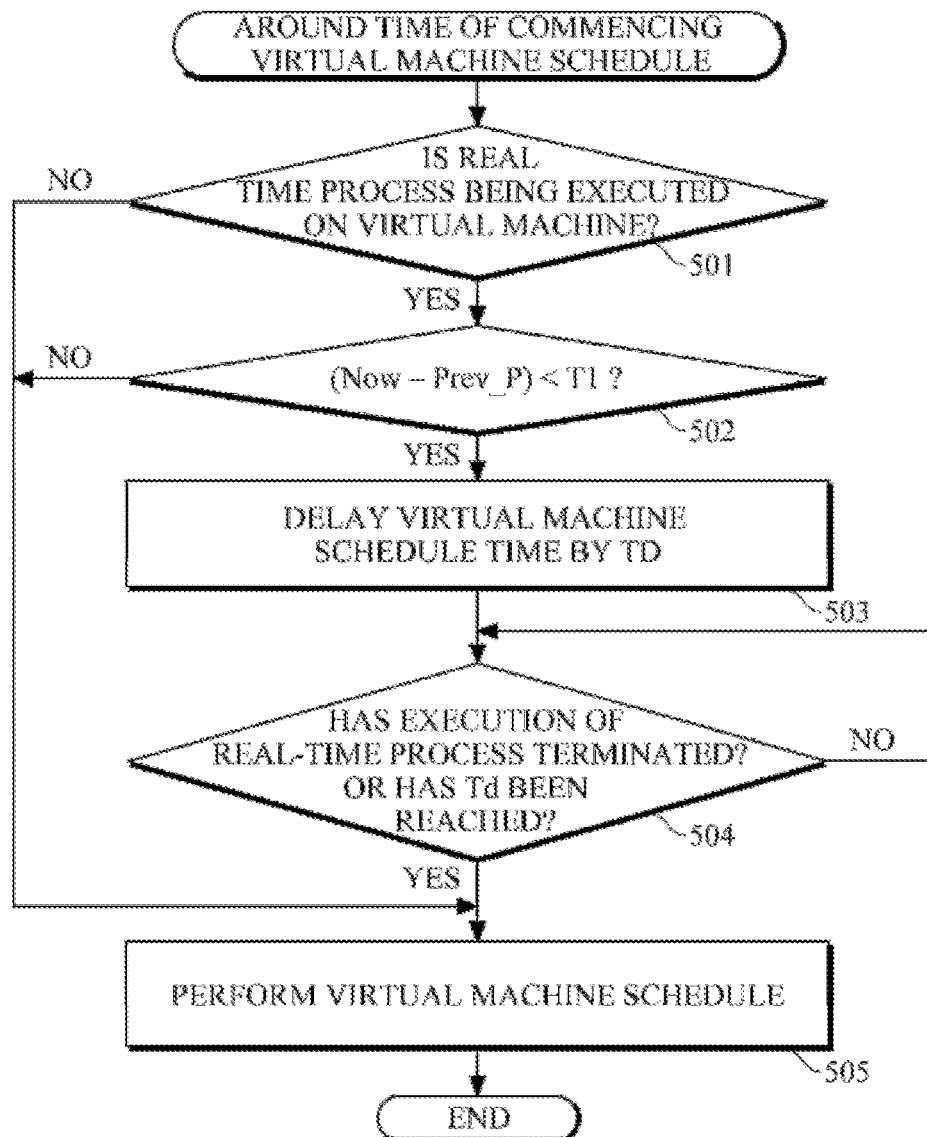 AROUND TIME OF COMMENCING
VIRTUAL MACHINE SCHEDULE
IS REAL
TIME PROCESS BEING EXECUTED
ON VIRTUAL MACHINE?
NO
501
YES
(Now – Prev_P) < T1 ?
NO
502
YES
DELAY VIRTUAL MACHINE
SCHEDULE TIME BY TD
503
HAS EXECUTION OF
REAL-TIME PROCESS TERMINATED?
OR HAS Td BEEN
REACHED?
NO
504
YES
PERFORM VIRTUAL MACHINE SCHEDULE
505
END